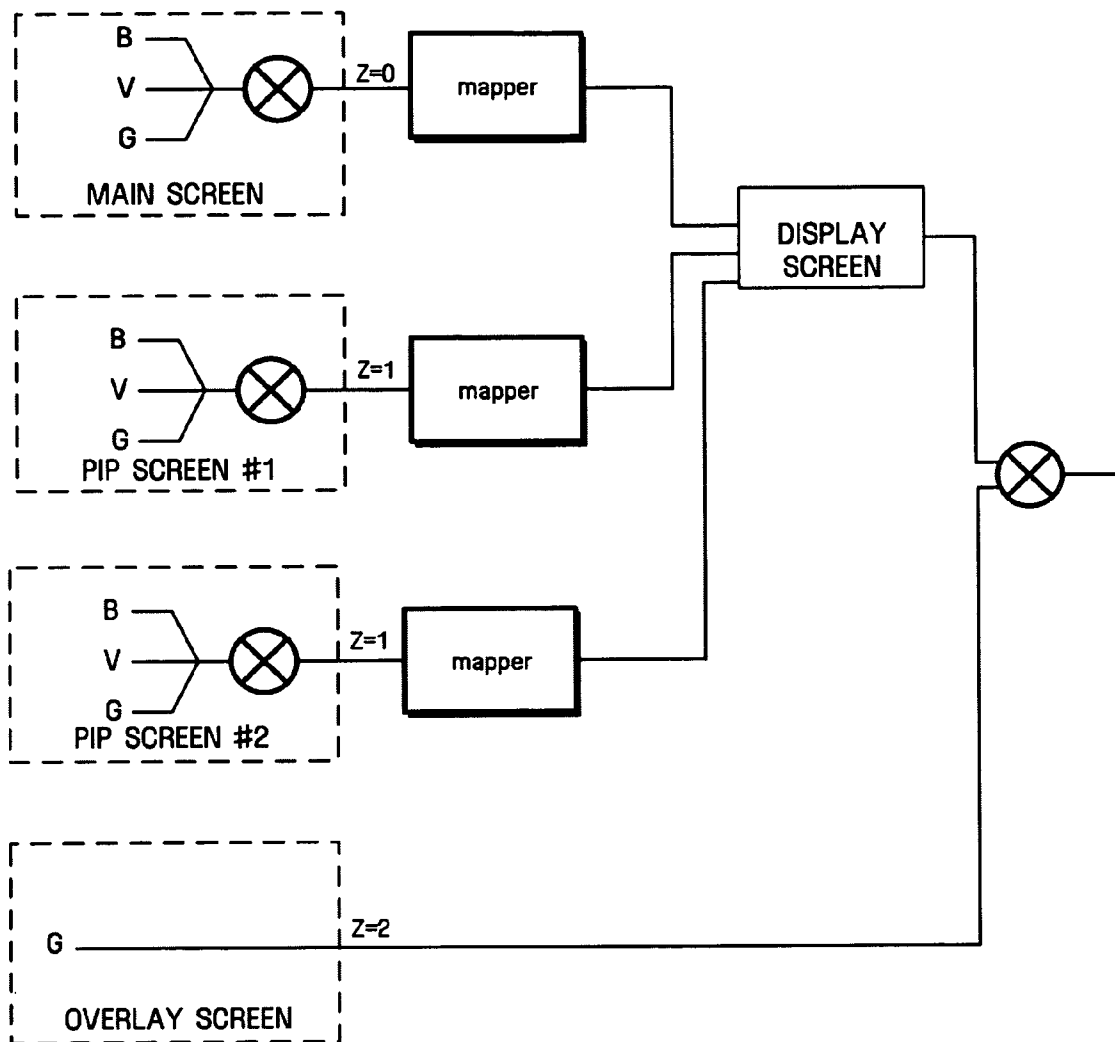 B
V
G
Z=0
mapper
MAIN SCREEN
DISPLAY
SCREEN
B
V
G
Z=1
mapper
PIP SCREEN #1
B
V
G
Z=1
mapper
PIP SCREEN #2
G
Z=2
OVERLAY SCREEN